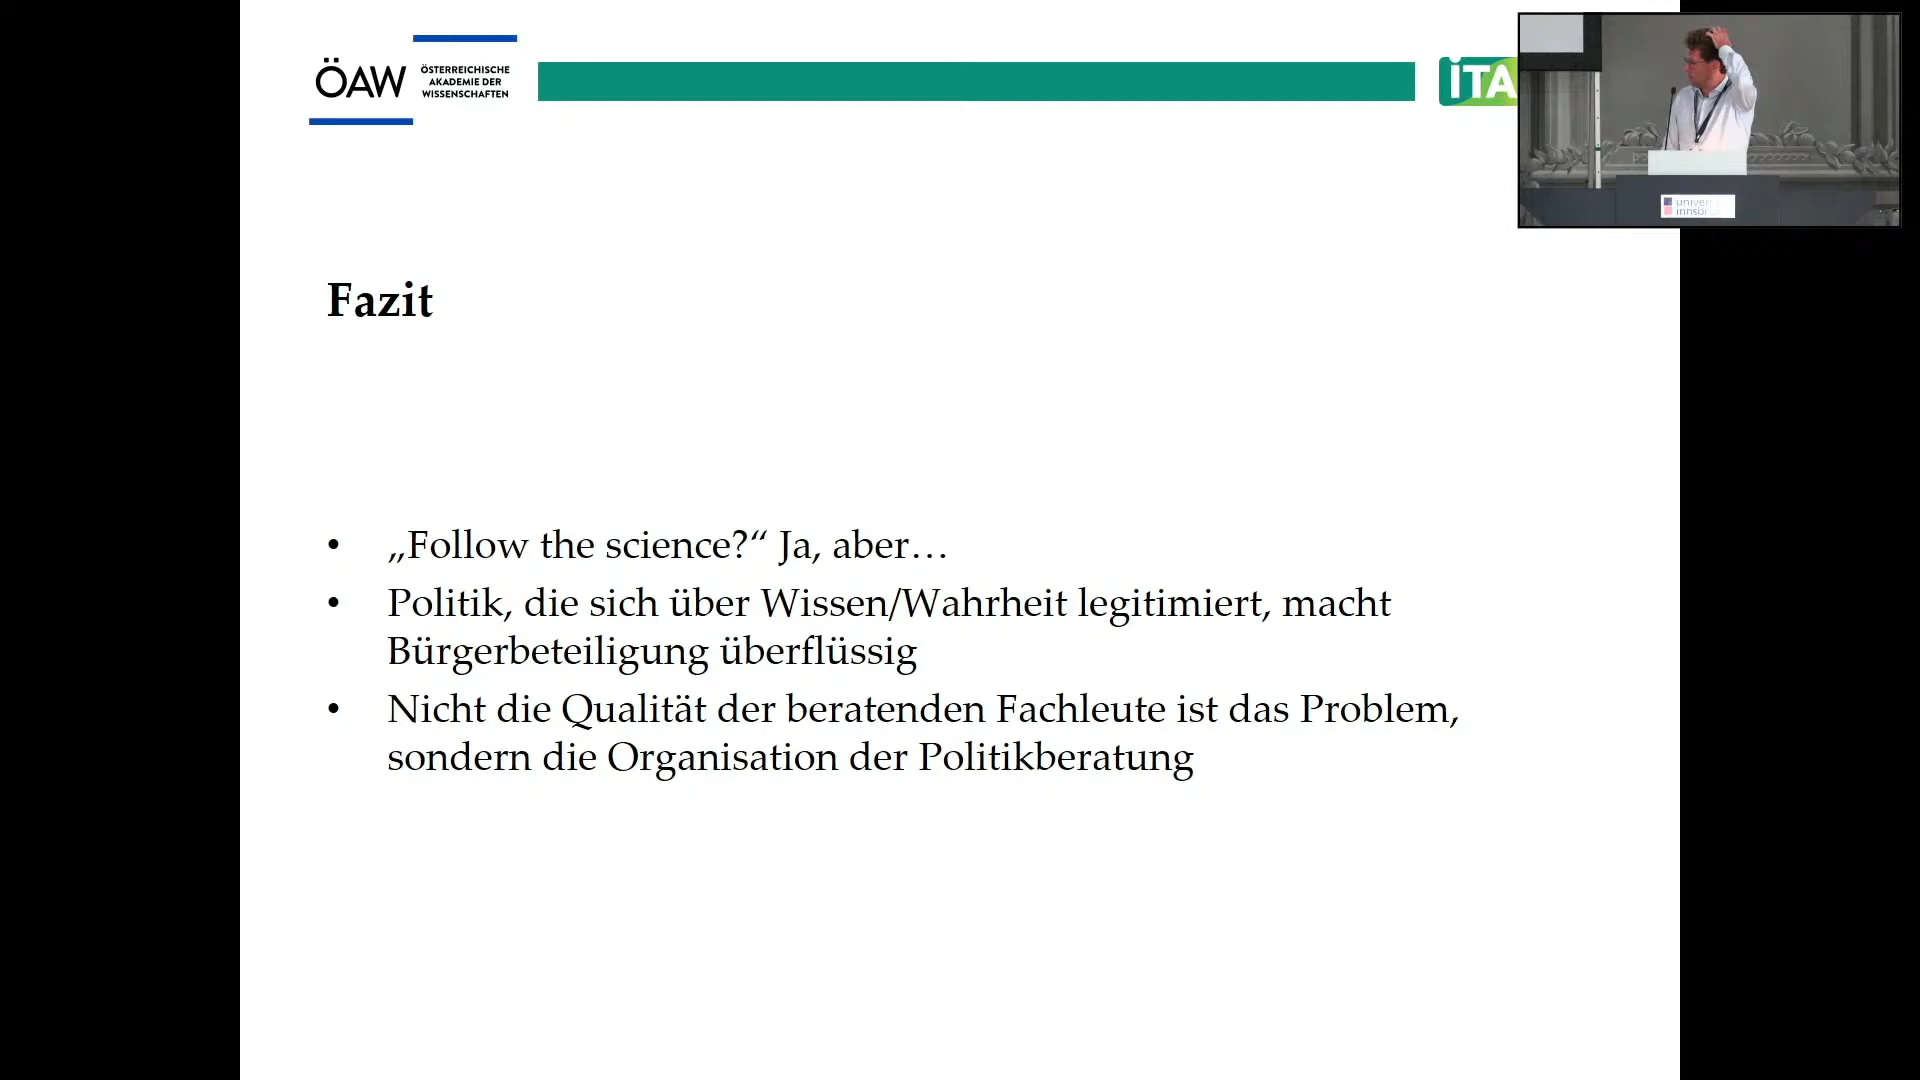 ÖAW
ÖSTERREICHISCHE
AKADEMIE DER
WISSENSCHAFTEN
ITA
Fazit
• „Follow the science?“ Ja, aber…
• Politik, die sich über Wissen/Wahrheit legitimiert, macht
Bürgerbeteiligung überflüssig
• Nicht die Qualität der beratenden Fachleute ist das Problem,
sondern die Organisation der Politikberatung